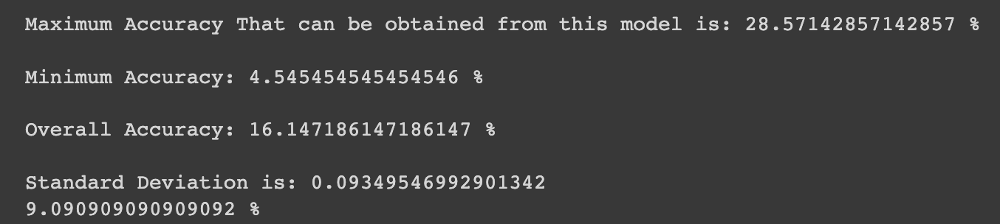 Maximum Accuracy That can be obtained from this model is: 28.57142857142857 %
Minimum Accuracy: 4.545454545454546 %
Overall Accuracy: 16.147186147186147 %
Standard Deviation is: 0.09349546992901342
9.090909090909092 %